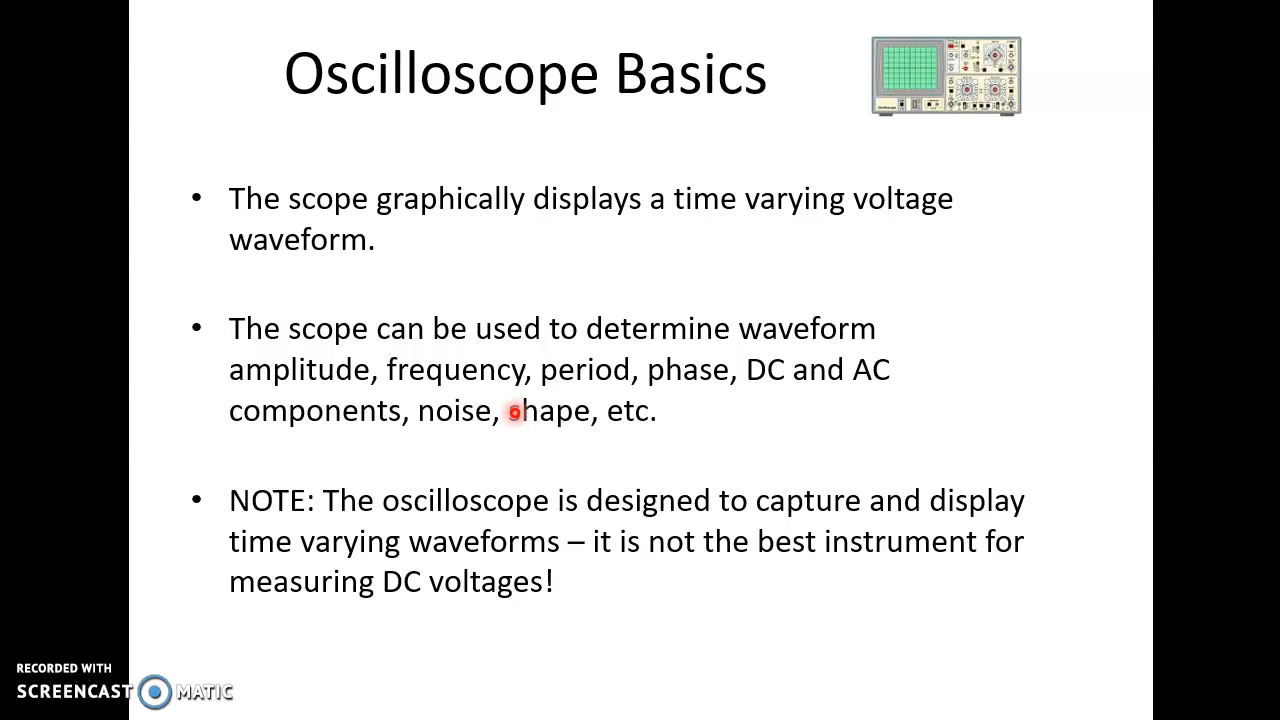 Oscilloscope Basics
• The scope graphically displays a time varying voltage
waveform.
• The scope can be used to determine waveform
amplitude, frequency, period, phase, DC and AC
components, noise, shape, etc.
• NOTE: The oscilloscope is designed to capture and display
time varying waveforms – it is not the best instrument for
measuring DC voltages!
RECORDED WITH
SCREENCAST MATIC